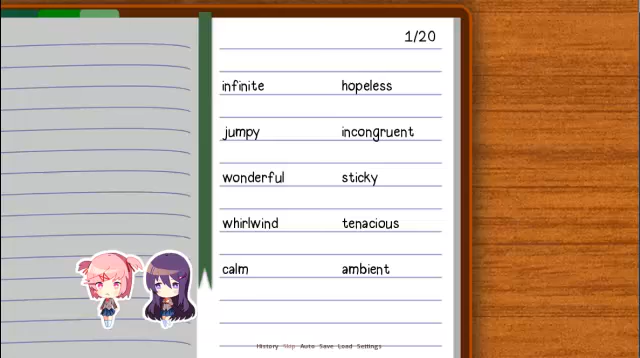 1/20
infinite hopeless
jumpy incongruent
wonderful sticky
whirlwind tenacious
calm ambient
History Skip Auto Save Load Settings